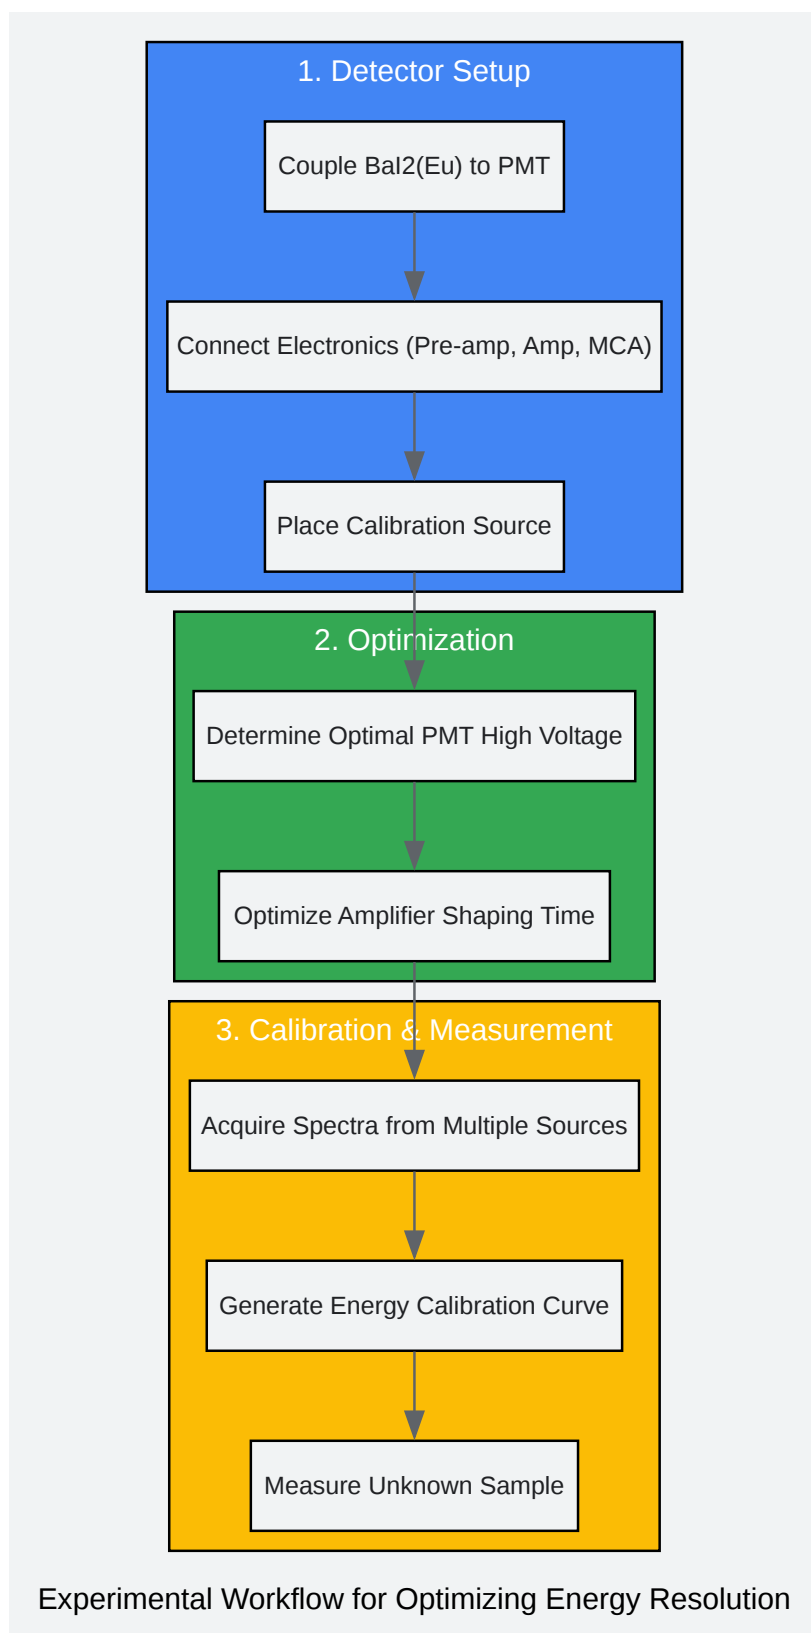 1. Detector Setup
Couple BaI2(Eu) to PMT
Connect Electronics (Pre-amp, Amp, MCA)
Place Calibration Source
2. Optimization
Determine Optimal PMT High Voltage
Optimize Amplifier Shaping Time
3. Calibration & Measurement
Acquire Spectra from Multiple Sources
Generate Energy Calibration Curve
Measure Unknown Sample
Experimental Workflow for Optimizing Energy Resolution